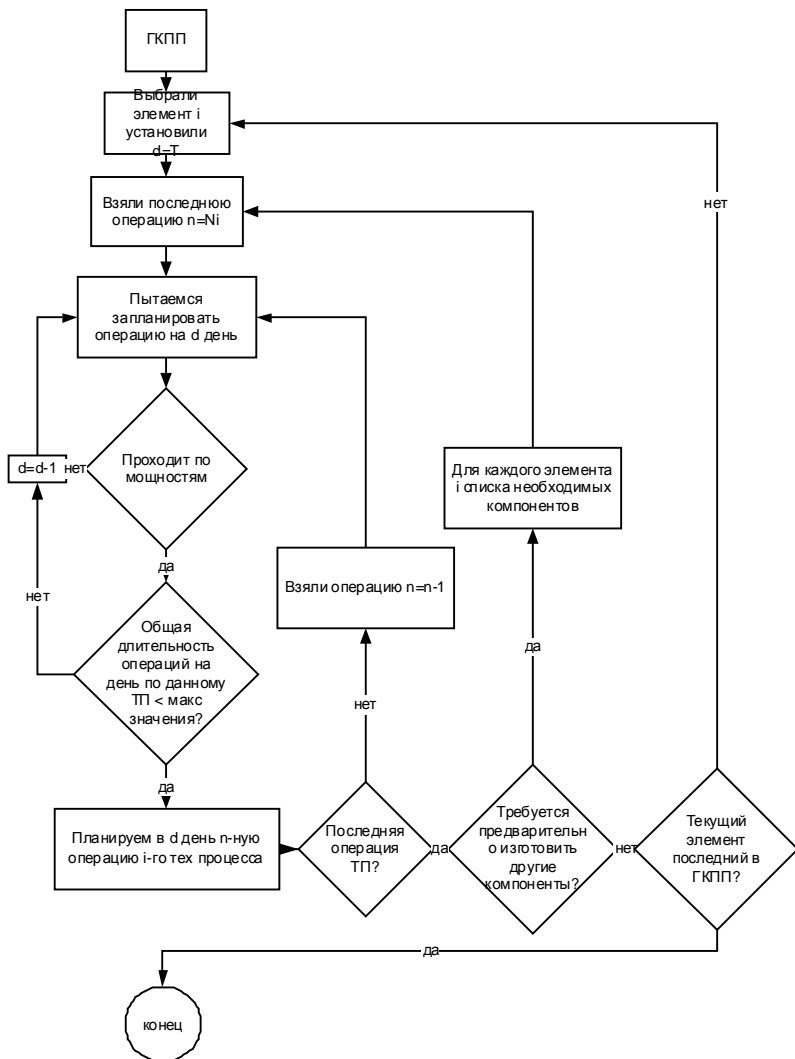 ГКПП
Выбрали
элемент i
установили
d=T
нет
Взяли последнюю
операцию n=Ni
Пытаемся
запланировать
операцию на d день
d=d-1
нет
Проходит по
мощностям
Для каждого элемента
i списка необходимых
компонентов
да
Взяли операцию n=n-1
нет
Общая
длительность
операций на
день по данному
ТП < макс
значения?
да
нет
да
Планируем в d день n-ную
операцию i-го тех процесса
Последняя
операция
ТП?
да
Требуется
предварительн
о изготовить
другие
компоненты?
нет
Текущий
элемент
последний в
ГКПП?
да
конец